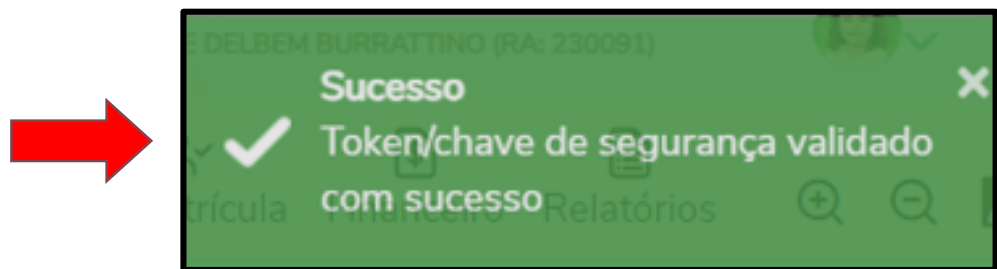 E DELBEM BURRATTINO (RA: 230091)
Sucesso
Token/chave de segurança validado
com sucesso
trícula Financeiro Relatórios